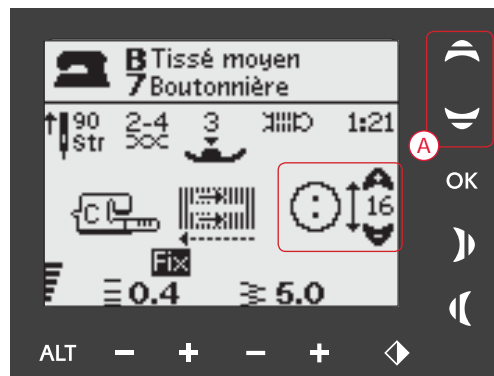 B Tissé moyen
7 Boutonnière
90 2-4 3 1:21
Str
A
OK
C 16
Fix
0.4 5.0
ALT - + - +